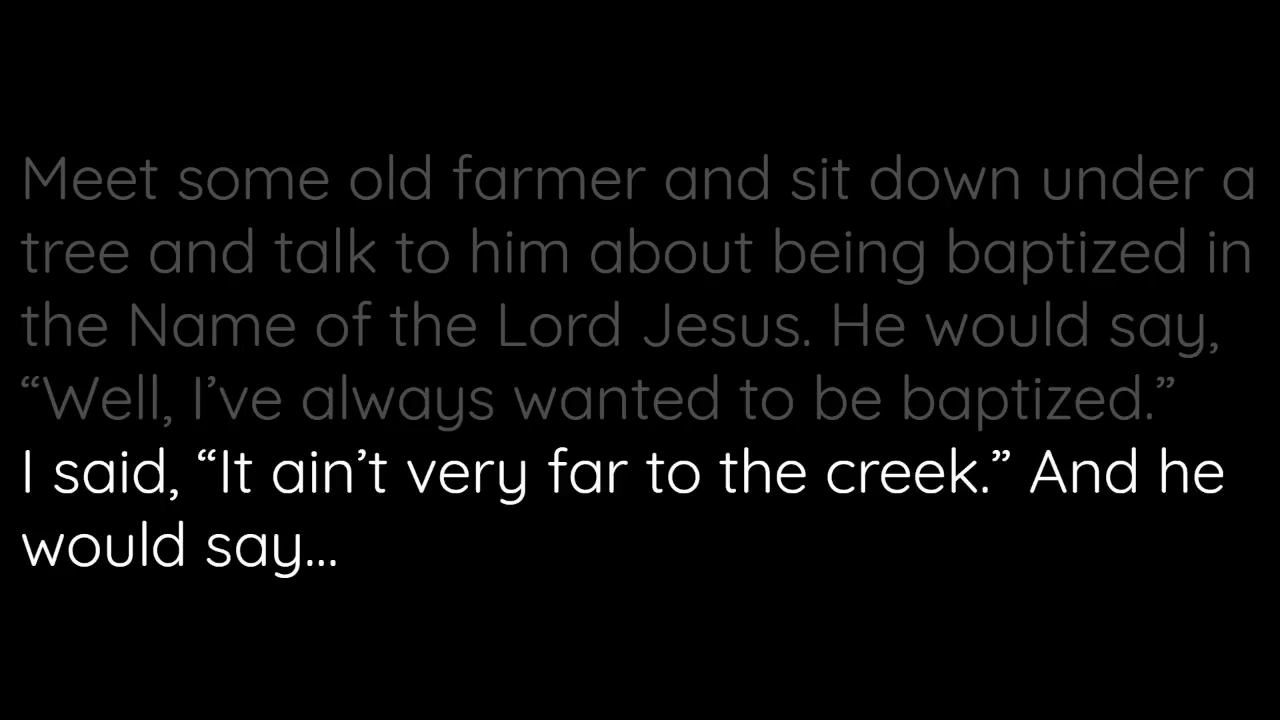 Meet some old farmer and sit down under a
tree and talk to him about being baptized in
the Name of the Lord Jesus. He would say,
“Well, I’ve always wanted to be baptized.”
I said, “It ain’t very far to the creek.” And he
would say...